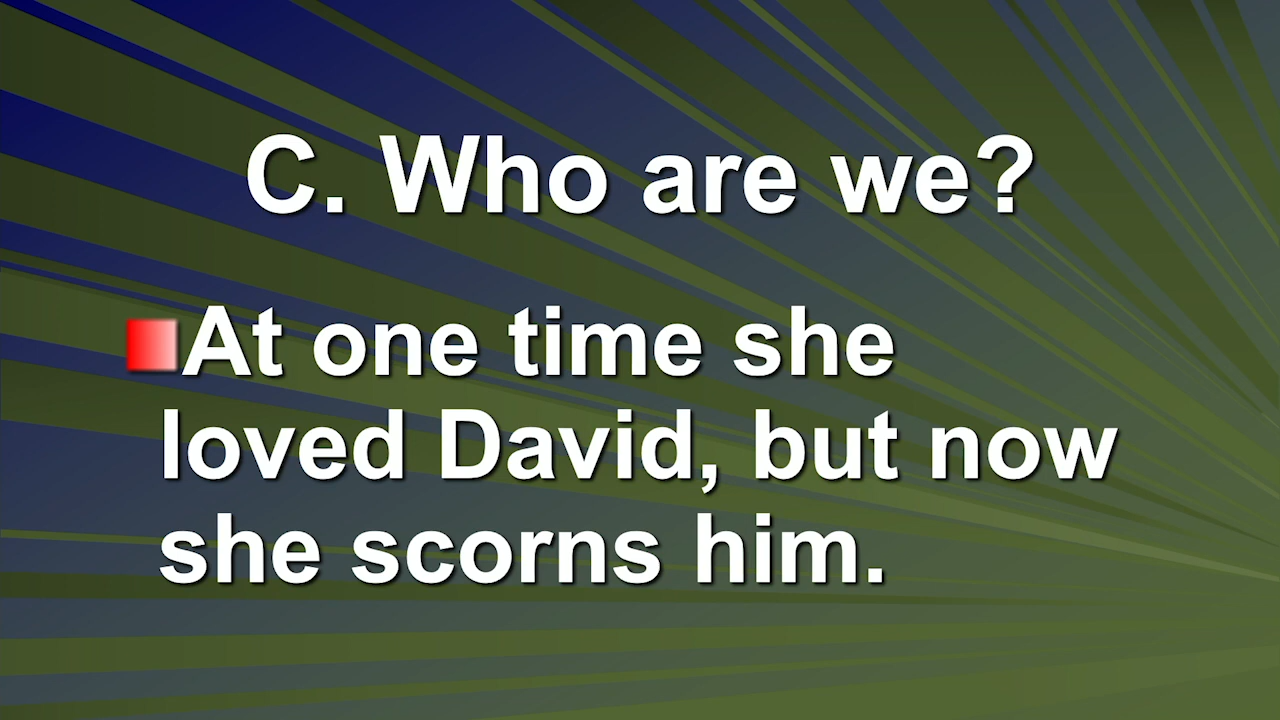 C. Who are we?
At one time she
loved David, but now
she scorns him.